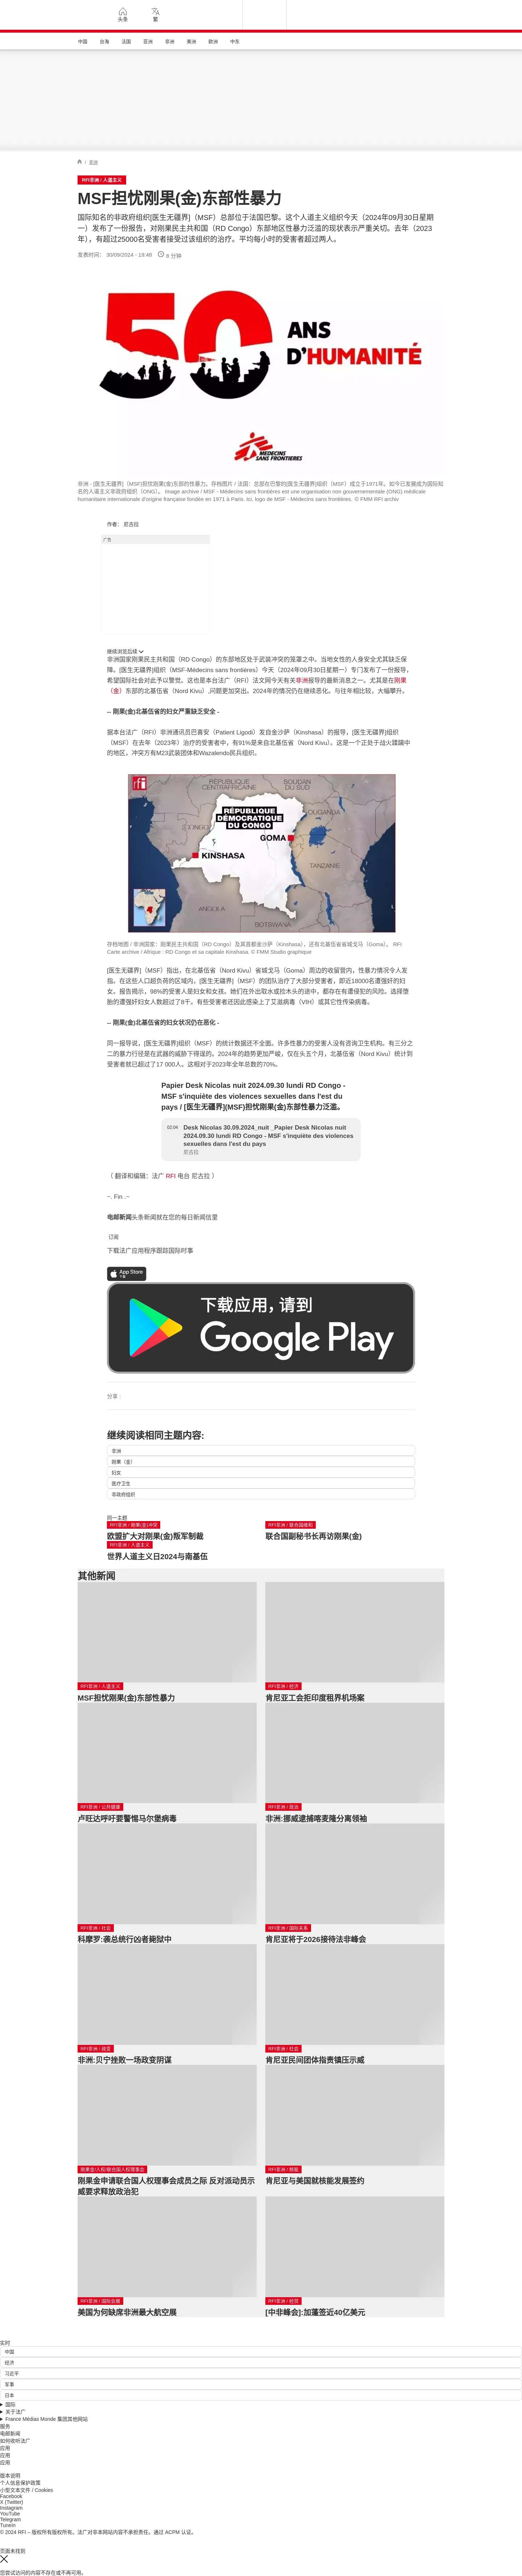 头条
繁
中国
台海
法国
亚洲
非洲
美洲
欧洲
中东
/ 非洲
RFI非洲 / 人道主义
MSF担忧刚果(金)东部性暴力
国际知名的非政府组织[医生无疆界]（MSF）总部位于法国巴黎。这个人道主义组织今天（2024年09月30日星期
一）发布了一份报告，对刚果民主共和国（RD Congo）东部地区性暴力泛滥的现状表示严重关切。去年（2023
年），有超过25000名受害者接受过该组织的治疗。平均每小时的受害者超过两人。
发表时间： 30/09/2024 - 19:48
8 分钟
50 ANS
D'HUMANITÉ
MEDECINS
SANS FRONTIERES
非洲 - [医生无疆界]（MSF)担忧刚果(金)东部的性暴力。存档图片 / 法国：总部在巴黎的[医生无疆界]组织（MSF）成立于1971年。如今已发展成为国际知
名的人道主义非政府组织（ONG）。 Image archive / MSF - Médecins sans frontières est une organisation non gouvernementale (ONG) médicale
humanitaire internationale d'origine française fondée en 1971 à Paris. Ici, logo de MSF - Médecins sans frontières. © FMM RFI archiv
作者： 尼古拉
广告
继续浏览后续
非洲国家刚果民主共和国（RD Congo）的东部地区处于武装冲突的笼罩之中。当地女性的人身安全尤其缺乏保
障。[医生无疆界]组织（MSF-Médecins sans frontières）今天（2024年09月30日星期一）专门发布了一份报告，
希望国际社会对此予以警觉。这也是本台法广（RFI）法文网今天有关非洲报导的最新消息之一。尤其是在刚果
（金）东部的北基伍省（Nord Kivu）,问题更加突出。2024年的情况仍在继续恶化。与往年相比较，大幅攀升。
-- 刚果(金)北基伍省的妇女严重缺乏安全 -
据本台法广（RFI）非洲通讯员巴喜安（Patient Ligodi）发自金沙萨（Kinshasa）的报导，[医生无疆界]组织
（MSF）在去年（2023年）治疗的受害者中，有91%是来自北基伍省（Nord Kivu）。这是一个正处于战火蹂躏中
的地区，冲突方有M23武装团体和Wazalendo民兵组织。
rfi
RÉPUBLIQUE CENTRAFRICAINE
SOUDAN DU SUD
OUGANDA
RÉPUBLIQUE
DÉMOCRATIQUE
DU CONGO
GOMA
KINSHASA
TANZANIE
ANGOLA
ZAMBIE
BOTSWANA
存档地图 / 非洲国家：刚果民主共和国（RD Congo）及其首都金沙萨（Kinshasa），还有北基伍省省城戈马（Goma）。 RFI
Carte archive / Afrique : RD Congo et sa capitale Kinshasa. © FMM Studio graphique
[医生无疆界]（MSF）指出，在北基伍省（Nord Kivu）省城戈马（Goma）周边的收留营内，性暴力情况令人发
指。在这些人口超负荷的区域内，[医生无疆界]（MSF）的团队治疗了大部分受害者，即近18000名遭强奸的妇
女。报告揭示，98%的受害人是妇女和女孩。她们在外出取水或捡木头的途中，都存在有遭侵犯的风险。选择堕
胎的遭强奸妇女人数超过了8千。有些受害者还因此感染上了艾滋病毒（VIH）或其它性传染病毒。
-- 刚果(金)北基伍省的妇女状况仍在恶化 -
同一报导说，[医生无疆界]组织（MSF）的统计数据还不全面。许多性暴力的受害人没有咨询卫生机构。有三分之
二的暴力行径是在武器的威胁下得逞的。2024年的趋势更加严峻，仅在头五个月，北基伍省（Nord Kivu）统计到
受害者就已超过了17 000人。这相对于2023年全年总数的70%。
Papier Desk Nicolas nuit 2024.09.30 lundi RD Congo -
MSF s'inquiète des violences sexuelles dans l'est du
pays / [医生无疆界](MSF)担忧刚果(金)东部性暴力泛滥。
02:04
Desk Nicolas 30.09.2024_nuit _Papier Desk Nicolas nuit
2024.09.30 lundi RD Congo - MSF s'inquiète des violences
sexuelles dans l'est du pays
尼古拉
（ 翻译和编辑：法广 RFI 电台 尼古拉 ）
~. Fin .~
电邮新闻头条新闻就在您的每日新闻信里
订阅
下载法广应用程序跟踪国际时事
App Store
下载
下载应用，请到
Google Play
分享 :
继续阅读相同主题内容:
非洲
刚果（金）
妇女
医疗卫生
非政府组织
同一主题
RFI非洲 / 刚果(金)冲突
欧盟扩大对刚果(金)叛军制裁
RFI非洲 / 联合国维和
联合国副秘书长再访刚果(金)
RFI非洲 / 人道主义
世界人道主义日2024与南基伍
其他新闻
RFI非洲 / 人道主义
MSF担忧刚果(金)东部性暴力
RFI非洲 / 经济
肯尼亚工会拒印度租界机场案
RFI非洲 / 公共健康
卢旺达呼吁要警惕马尔堡病毒
RFI非洲 / 政治
非洲:挪威逮捕喀麦隆分离领袖
RFI非洲 / 社会
科摩罗:袭总统行凶者毙狱中
RFI非洲 / 国际关系
肯尼亚将于2026接待法非峰会
RFI非洲 / 政变
非洲:贝宁挫败一场政变阴谋
RFI非洲 / 社会
肯尼亚民间团体指责镇压示威
刚果金/人权/联合国人权理事会
刚果金申请联合国人权理事会成员之际 反对派动员示
威要求释放政治犯
RFI非洲 / 核能
肯尼亚与美国就核能发展签约
RFI非洲 / 国际会展
美国为何缺席非洲最大航空展
RFI非洲 / 经贸
[中非峰会]:加蓬签近40亿美元
实时
中国
经济
习近平
军事
日本
国际
关于法广
France Médias Monde 集团其他网站
服务
电邮新闻
如何收听法广
应用
应用
应用
版本说明
个人信息保护政策
小型文本文件 / Cookies
Facebook
X (Twitter)
Instagram
YouTube
Telegram
TuneIn
© 2024 RFI – 版权所有版权所有。法广对非本网站内容不承担责任。通过 ACPM 认证。
页面未找到
您尝试访问的内容不存在或不再可用。